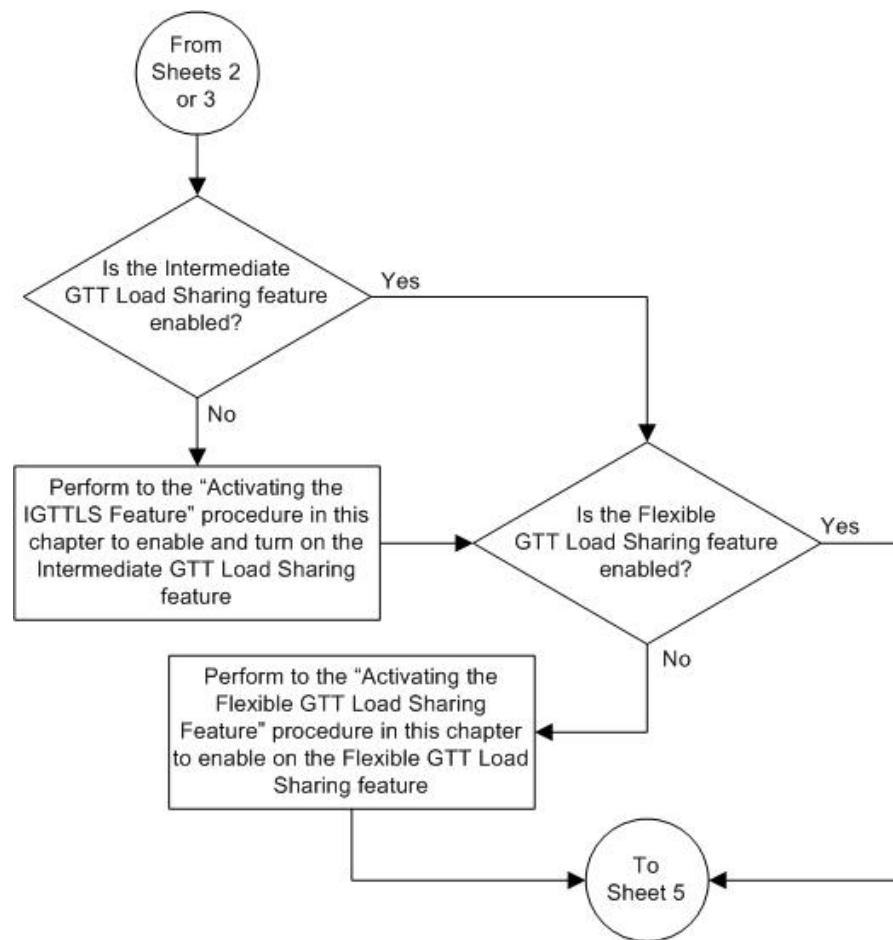 From
Sheets 2
or 3
Is the Intermediate
GTT Load Sharing feature
enabled?
Yes
No
Perform to the “Activating the
IGTTLS Feature” procedure in this
chapter to enable and turn on the
Intermediate GTT Load Sharing
feature
Is the Flexible
GTT Load Sharing feature
enabled?
Yes
No
Perform to the “Activating the
Flexible GTT Load Sharing
Feature” procedure in this chapter
to enable on the Flexible GTT Load
Sharing feature
To
Sheet 5